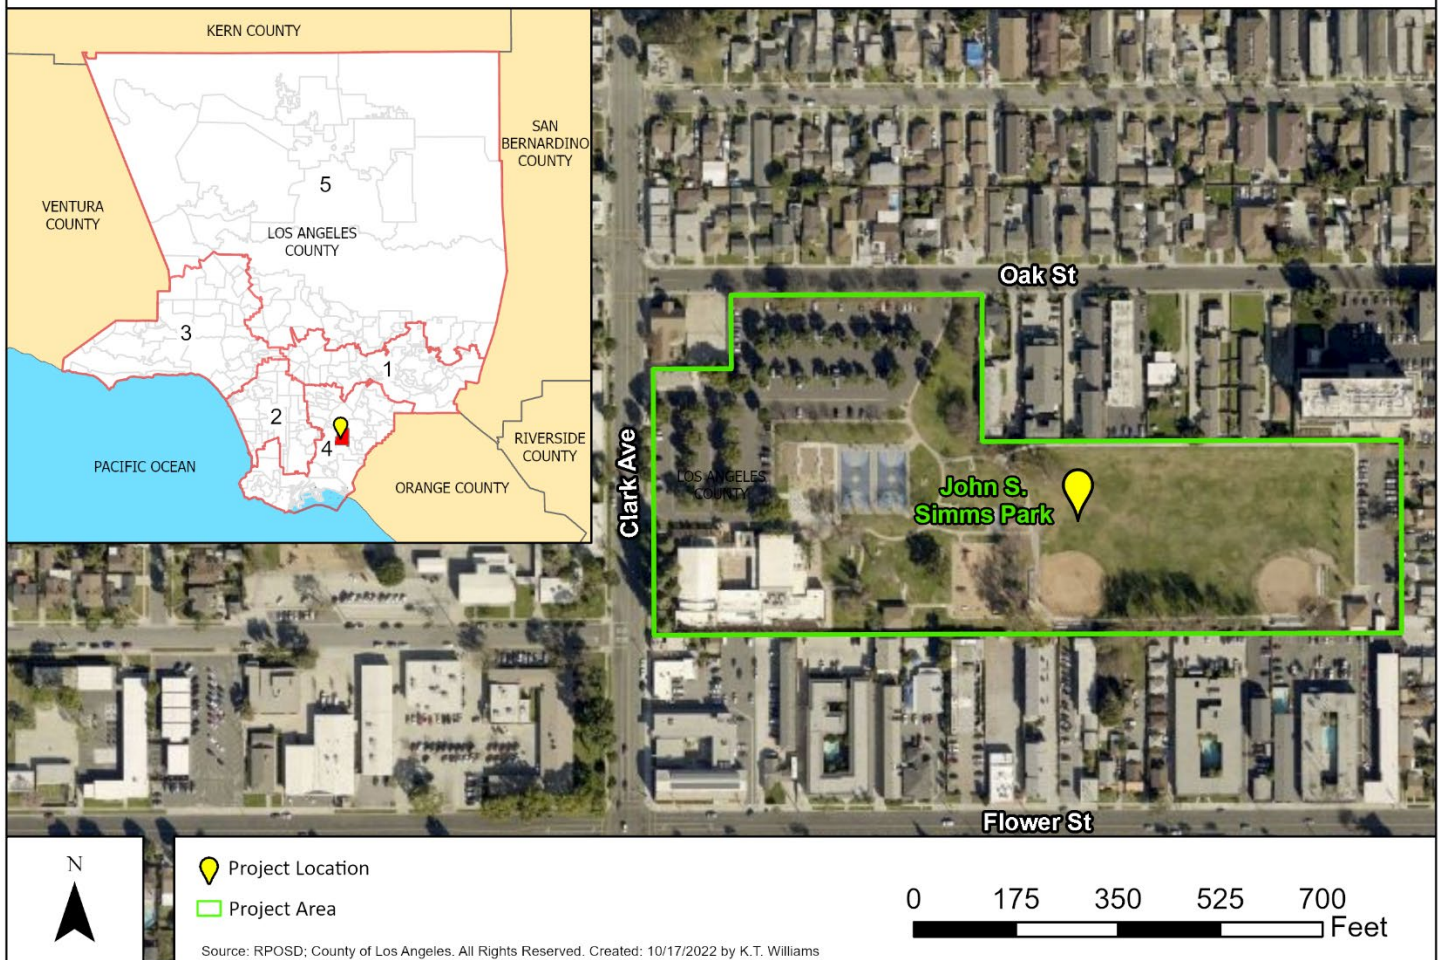 KERN COUNTY
SAN
BERNARDINO
COUNTY
5
VENTURA
COUNTY
LOS ANGELES
COUNTY
3
1
2
4
PACIFIC OCEAN
RIVERSIDE
COUNTY
ORANGE COUNTY
Oak St
Clark Ave
LOS ANGELES
COUNTY
John S.
Simms Park
Flower St
N
Project Location
Project Area
Source: RPOSD; County of Los Angeles. All Rights Reserved. Created: 10/17/2022 by K.T. Williams
0 175 350 525 700
Feet